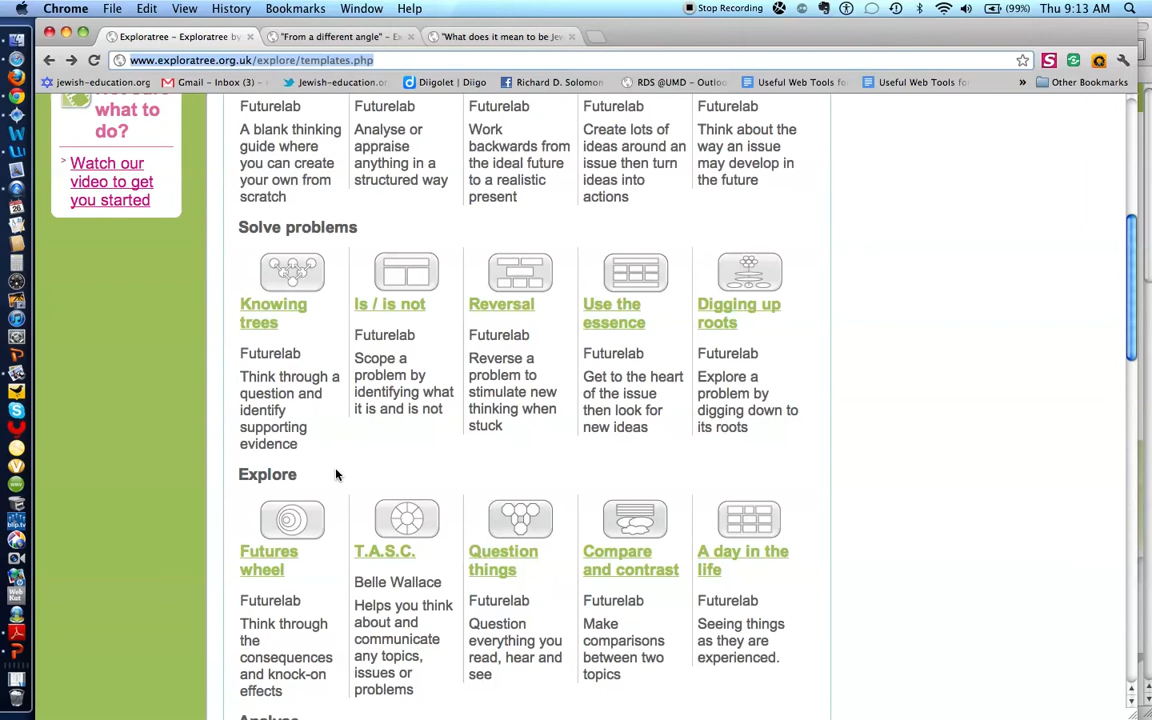 Chrome File Edit View History Bookmarks Window Help Stop Recording (99%) Thu 9:13 AM
Exploratree – Exploratree by "From a different angle" - E "What does it mean to be Jew
www.exploratree.org.uk/explore/templates.php
jewish-education.org Gmail – Inbox (3) – Jewish-education. Diigolet | Diigo Richard D. Solomon RDS @UMD – Outloo Useful Web Tools fo Useful Web Tools fo » Other Bookmarks
what to
do?
Watch our
video to get
you started
Futurelab
A blank thinking
guide where
you can create
your own from
scratch
Futurelab
Analyse or
appraise
anything in a
structured way
Futurelab
Work
backwards from
the ideal future
to a realistic
present
Futurelab
Create lots of
ideas around an
issue then turn
ideas into
actions
Futurelab
Think about the
way an issue
may develop in
the future
Solve problems
Knowing
trees
Futurelab
Think through a
question and
identify
supporting
evidence
Is / is not
Futurelab
Scope a
problem by
identifying what
it is and is not
Reversal
Futurelab
Reverse a
problem to
stimulate new
thinking when
stuck
Use the
essence
Futurelab
Get to the heart
of the issue
then look for
new ideas
Digging up
roots
Futurelab
Explore a
problem by
digging down to
its roots
Explore
Futures
wheel
Futurelab
Think through
the
consequences
and knock-on
effects
T.A.S.C.
Belle Wallace
Helps you think
about and
communicate
any topics,
issues or
problems
Question
things
Futurelab
Question
everything you
read, hear and
see
Compare
and contrast
Futurelab
Make
comparisons
between two
topics
A day in the
life
Futurelab
Seeing things
as they are
experienced.